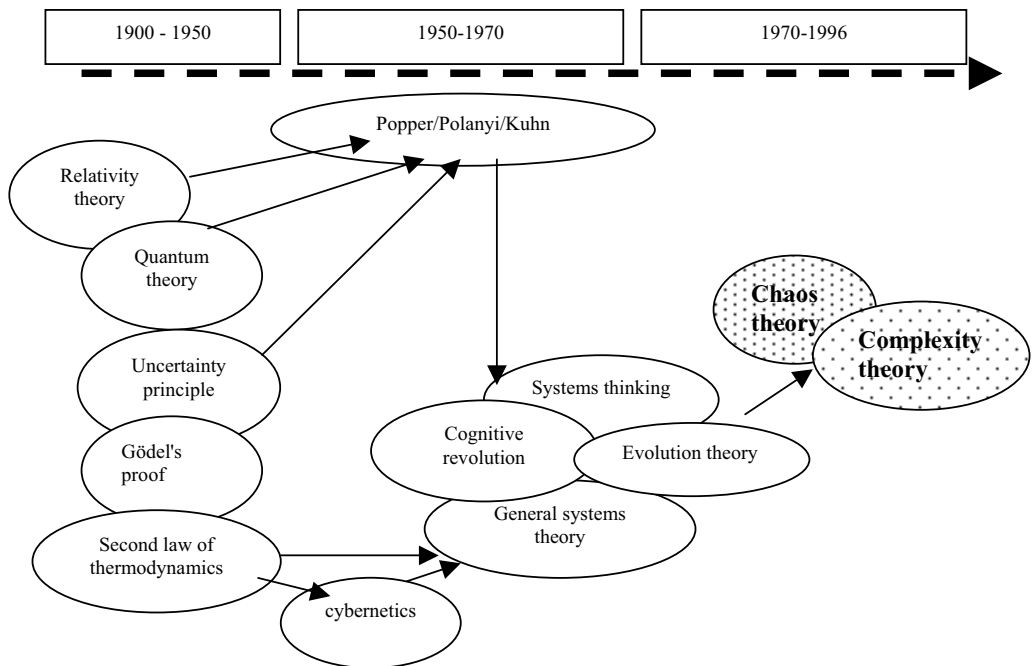 1900 - 1950
1950-1970
1970-1996
Popper/Polanyi/Kuhn
Relativity
theory
Quantum
theory
Uncertainty
principle
Gödel's
proof
Second law of
thermodynamics
cybernetics
Systems thinking
Cognitive
revolution
Evolution theory
General systems
theory
Chaos
theory
Complexity
theory